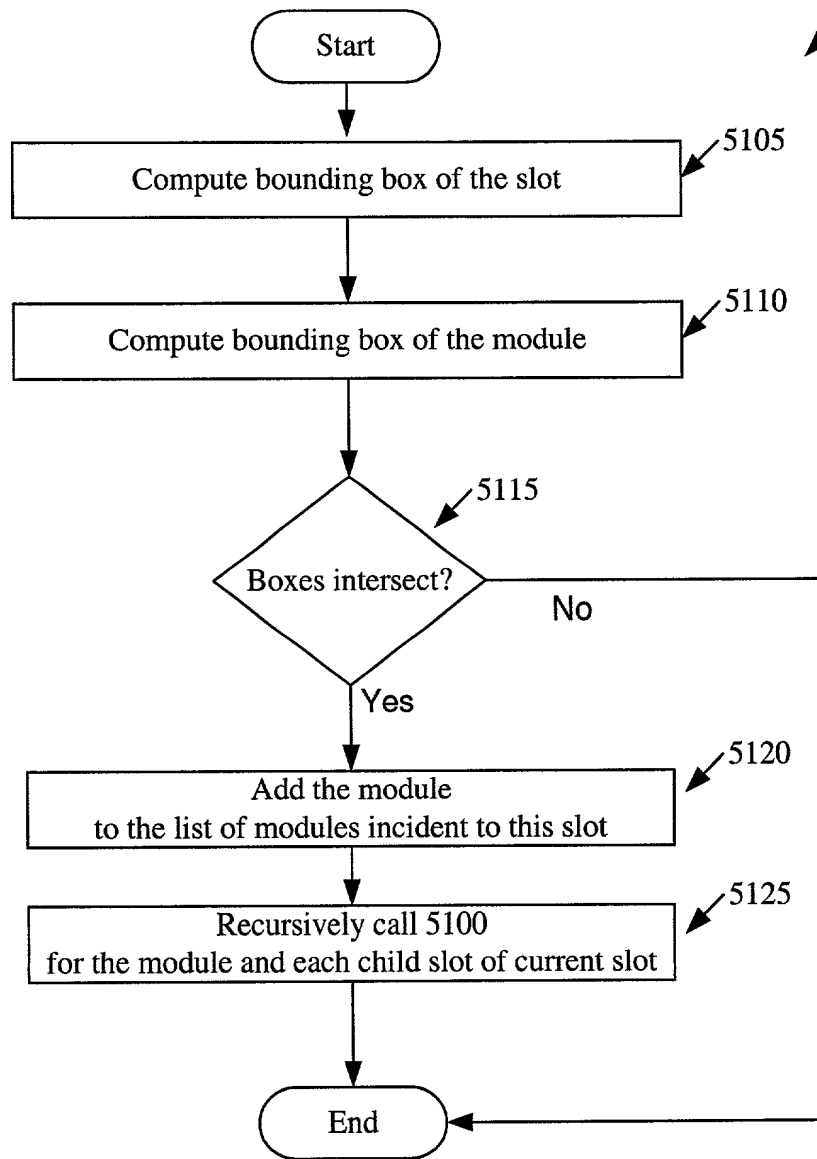 Start
5105
Compute bounding box of the slot
5110
Compute bounding box of the module
5115
Boxes intersect?
No
Yes
5120
Add the module
to the list of modules incident to this slot
5125
Recursively call 5100
for the module and each child slot of current slot
End